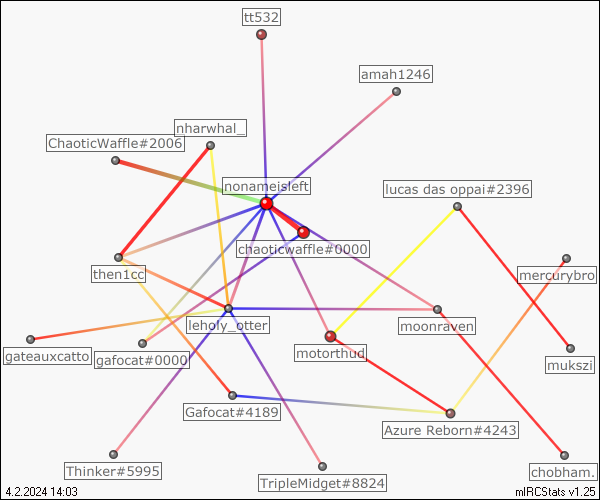 tt532
amah1246
nharwhal_
ChaoticWaffle#2006
nonameisleft
lucas das oppai#2396
chaoticwaffle#0000
then1cc
mercurybro
leholy_otter
moonraven
gateauxcatto
gafocat#0000
motorthud
mukszi
Gafocat#4189
Azure Reborn#4243
Thinker#5995
TripleMidget#8824
chobham.
4.2.2024 14:03
mIRCStats v1.25